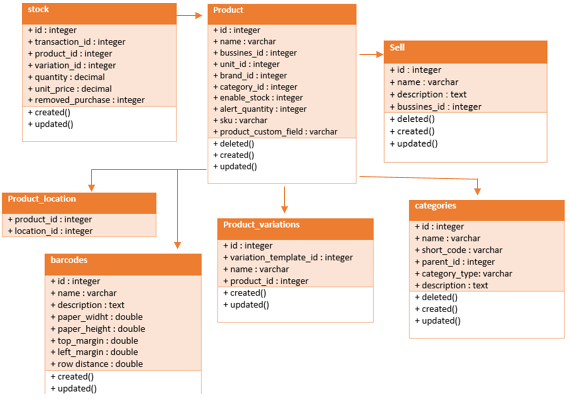 stock
+ id : integer
+ transaction_id : integer
+ product_id : integer
+ variation_id : integer
+ quantity : decimal
+ unit_price : decimal
+ removed_purchase : integer
+ created()
+ updated()
Product
+ id : integer
+ name : varchar
+ bussines_id : integer
+ unit_id : integer
+ brand_id : integer
+ category_id : integer
+ enable_stock : integer
+ alert_quantity : integer
+ sku : varchar
+ product_custom_field : varchar
+ deleted()
+ created()
+ updated()
Sell
+ id : integer
+ name : varchar
+ description : text
+ bussines_id : integer
+ deleted()
+ created()
+ updated()
Product_location
+ product_id : integer
+ location_id : integer
barcodes
+ id : integer
+ name : varchar
+ description : text
+ paper_widht : double
+ paper_height : double
+ top_margin : double
+ left_margin : double
+ row distance : double
+ created()
+ updated()
Product_variations
+ id : integer
+ variation_template_id : integer
+ name : varchar
+ product_id : integer
+ created()
+ updated()
categories
+ id : integer
+ name : varchar
+ short_code : varchar
+ parent_id : integer
+ category_type: varchar
+ description : text
+ deleted()
+ created()
+ updated()